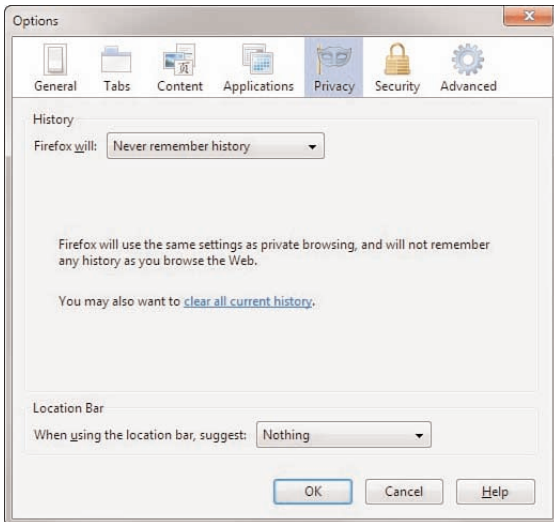 Options
General Tabs Content Applications Privacy Security Advanced
History
Firefox will: Never remember history
Firefox will use the same settings as private browsing, and will not remember
any history as you browse the Web.
You may also want to clear all current history.
Location Bar
When using the location bar, suggest: Nothing
OK Cancel Help